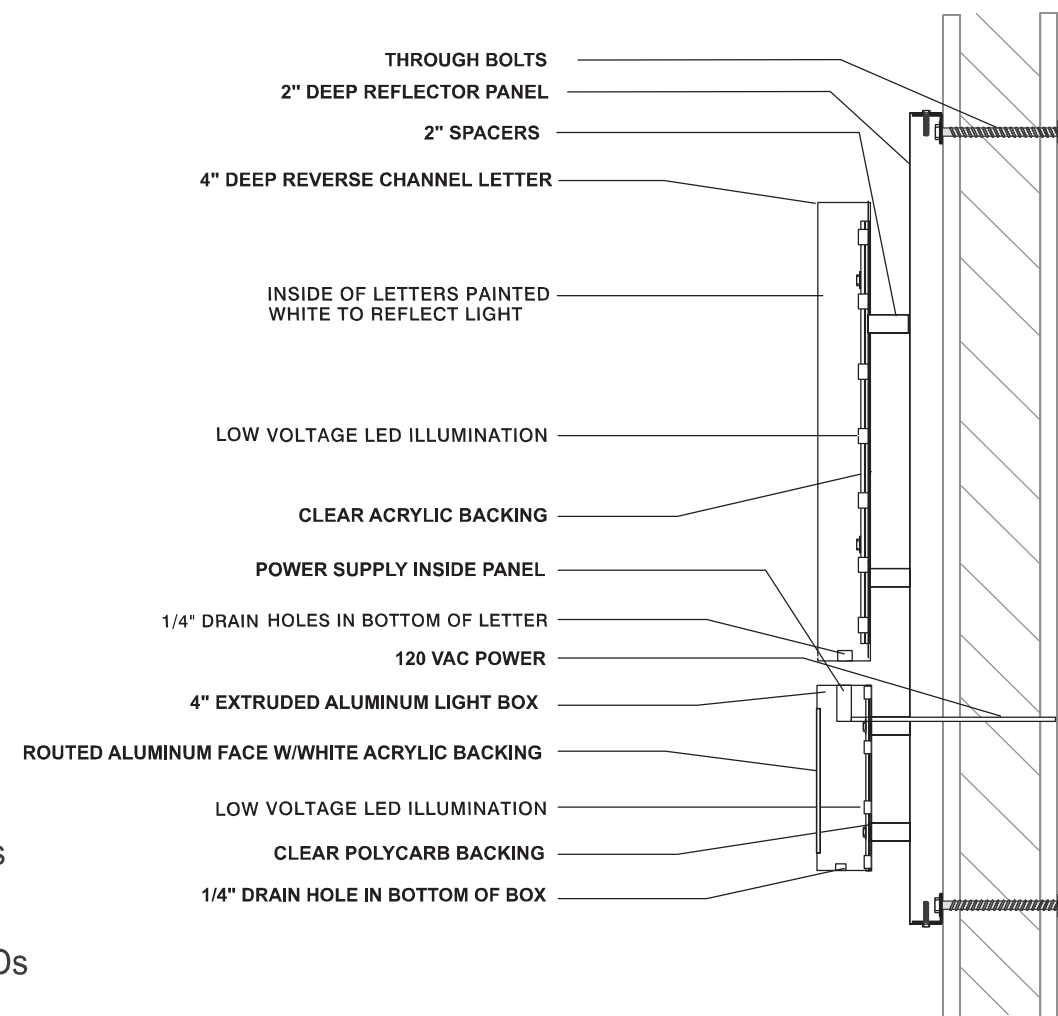 THROUGH BOLTS
2" DEEP REFLECTOR PANEL
2" SPACERS
4" DEEP REVERSE CHANNEL LETTER
INSIDE OF LETTERS PAINTED
WHITE TO REFLECT LIGHT
LOW VOLTAGE LED ILLUMINATION
CLEAR ACRYLIC BACKING
POWER SUPPLY INSIDE PANEL
1/4" DRAIN HOLES IN BOTTOM OF LETTER
120 VAC POWER
4" EXTRUDED ALUMINUM LIGHT BOX
ROUTED ALUMINUM FACE W/WHITE ACRYLIC BACKING
LOW VOLTAGE LED ILLUMINATION
CLEAR POLYCARB BACKING
1/4" DRAIN HOLE IN BOTTOM OF BOX